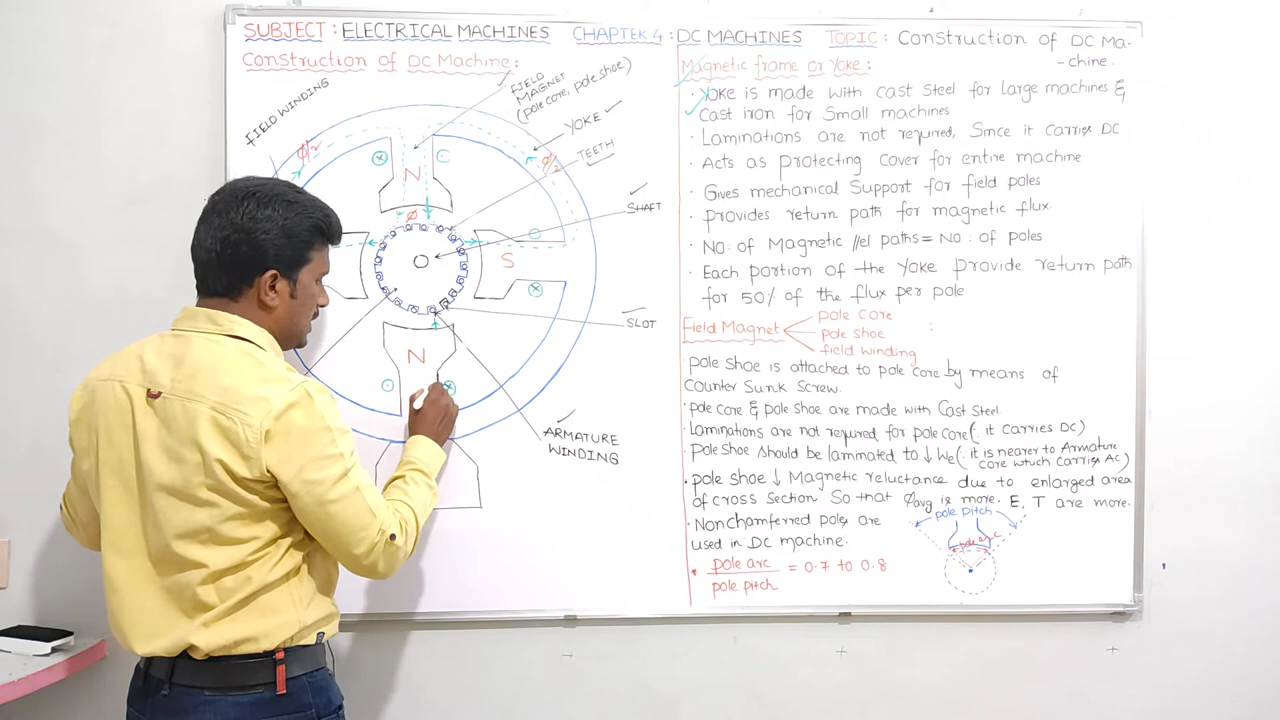 SUBJECT : ELECTRICAL MACHINES CHAPTER 4 : DC MACHINES TOPIC : Construction of DC Ma-
- chine.
Construction of DC Machine :
FIELD WINDING
FIELD
MAGNET
(pole core, pole shoe)
YOKE
TEETH
SHAFT
SLOT
ARMATURE
WINDING
φ/2
φ/2
N
φ
S
N
Magnetic frame or Yoke :
· Yoke is made with cast Steel for large machines &
Cast iron for Small machines
· Laminations are not required, Since it carries DC
· Acts as protecting cover for entire machine
· Gives mechanical Support for field poles
· provides return path for magnetic flux.
· No: of Magnetic //el paths = No: of poles
· Each portion of the Yoke provide return path
for 50% of the flux per pole
Field Magnet
pole core
pole shoe
field winding
:
· pole shoe is attached to pole core by means of
Counter Sunk Screw.
· pole core & pole shoe are made with Cast Steel.
· Laminations are not required for pole core (∵ it carries DC)
· Pole shoe should be laminated to ↓ We (∵ it is nearer to Armature
core which carries AC)
· pole shoe ↓ Magnetic reluctance due to enlarged area
of cross section So that φavg is more. E, T are more.
· Nonchamferred poles are
used in DC machine.
pole pitch
pole arc
· pole arc / pole pitch = 0.7 to 0.8